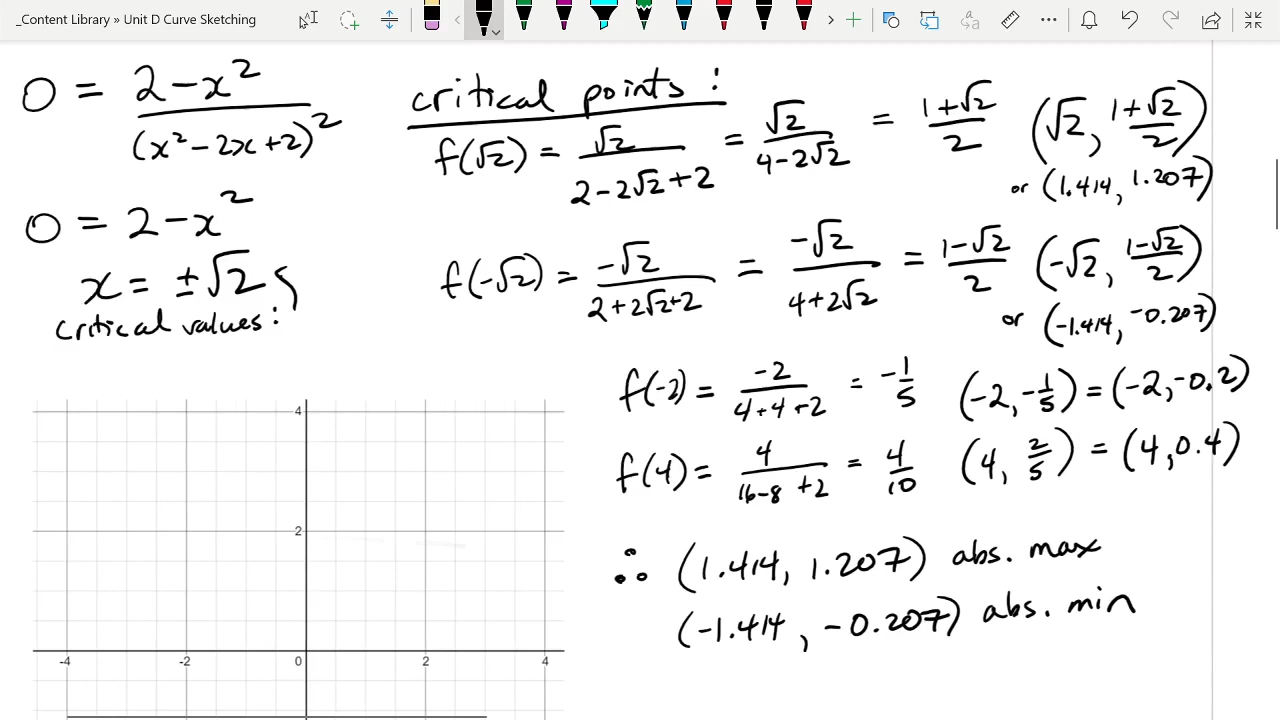 _Content Library » Unit D Curve Sketching
0 = 2-x² / (x²-2x+2)²
0 = 2-x²
x = ±√2
critical values:
critical points:
f(√2) = √2 / 2-2√2+2 = √2 / 4-2√2 = 1+√2 / 2 (√2, 1+√2 / 2)
or (1.414, 1.207)
f(-√2) = -√2 / 2+2√2+2 = -√2 / 4+2√2 = 1-√2 / 2 (-√2, 1-√2 / 2)
or (-1.414, -0.207)
f(-2) = -2 / 4+4+2 = -1/5 (-2, -1/5) = (-2, -0.2)
f(4) = 4 / 16-8+2 = 4/10 (4, 2/5) = (4, 0.4)
∴ (1.414, 1.207) abs. max
(-1.414, -0.207) abs. min
4
2
-4 -2 0 2 4